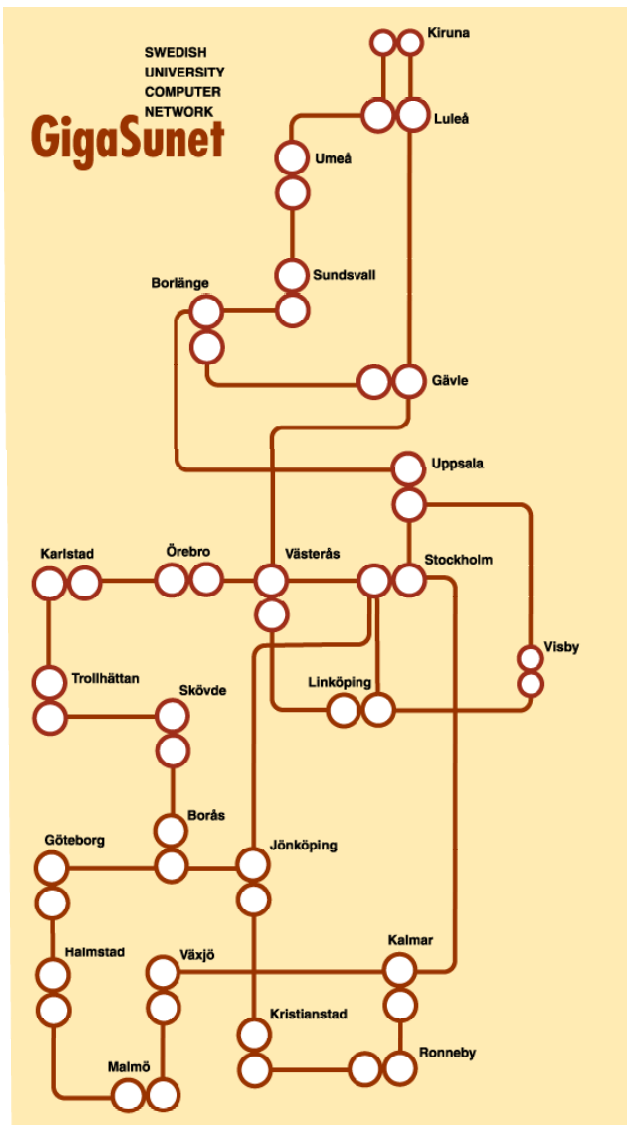 SWEDISH
UNIVERSITY
COMPUTER
NETWORK
GigaSunet
Kiruna
Luleå
Umeå
Sundsvall
Borlänge
Gävle
Uppsala
Karlstad
Örebro
Västerås
Stockholm
Visby
Trollhättan
Linköping
Skövde
Borås
Göteborg
Jönköping
Kalmar
Halmstad
Växjö
Kristianstad
Ronneby
Malmö